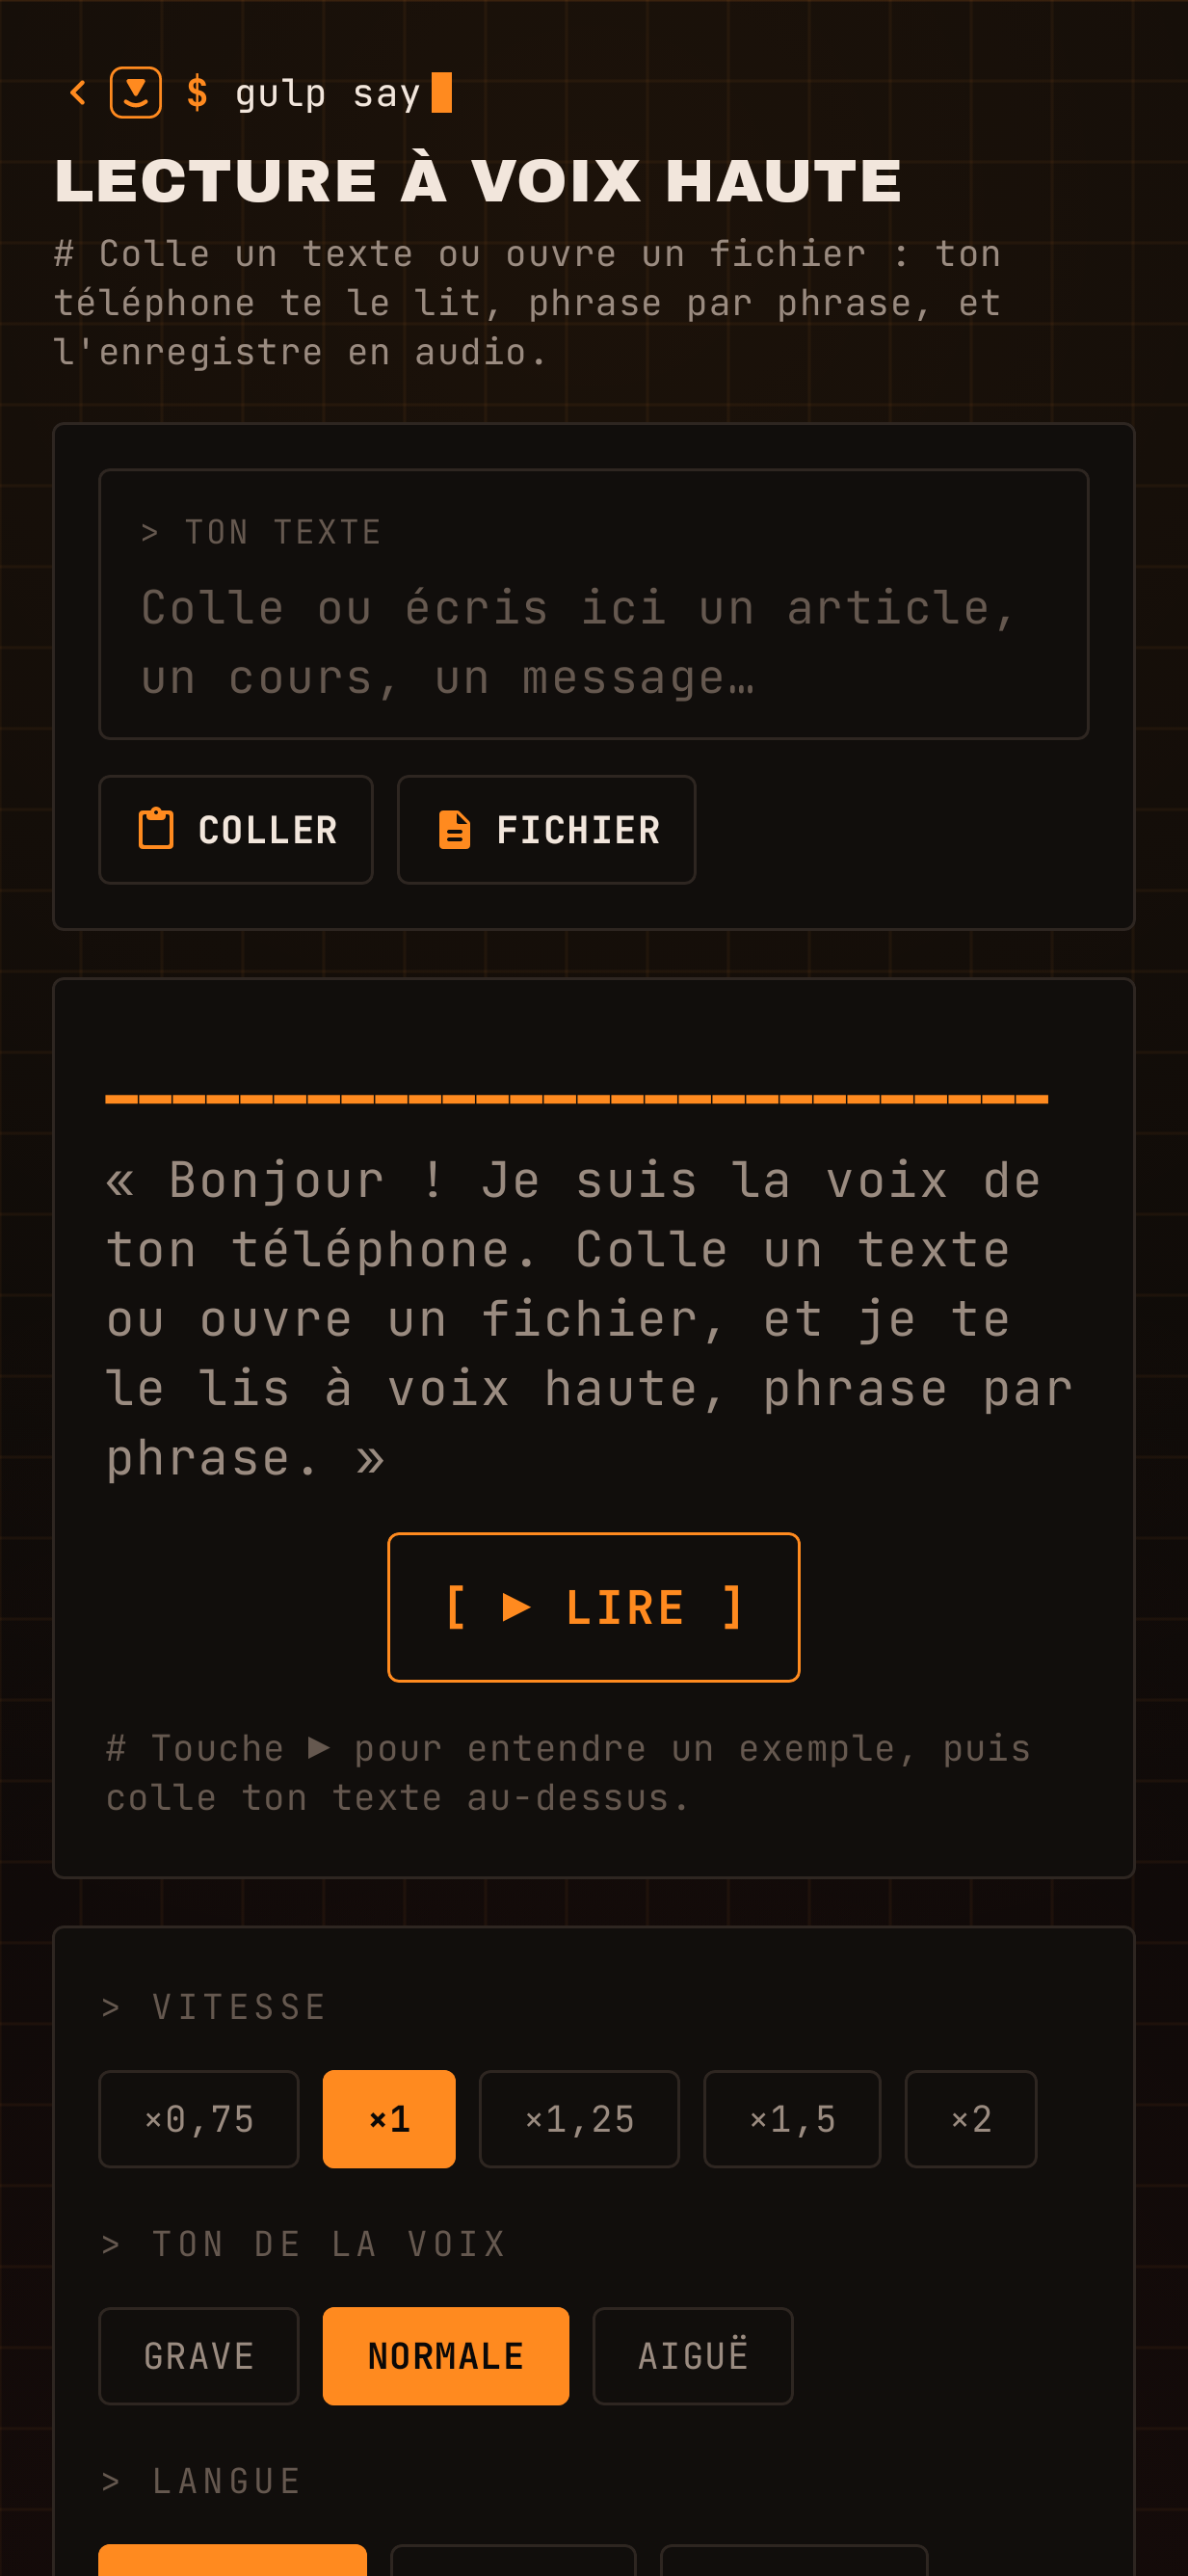 $ gulp say
LECTURE À VOIX HAUTE
# Colle un texte ou ouvre un fichier : ton
téléphone te le lit, phrase par phrase, et
l'enregistre en audio.
> TON TEXTE
Colle ou écris ici un article,
un cours, un message…
COLLER FICHIER
« Bonjour ! Je suis la voix de
ton téléphone. Colle un texte
ou ouvre un fichier, et je te
le lis à voix haute, phrase par
phrase. »
[ ▶ LIRE ]
# Touche ▶ pour entendre un exemple, puis
colle ton texte au-dessus.
> VITESSE
×0,75 ×1 ×1,25 ×1,5 ×2
> TON DE LA VOIX
GRAVE NORMALE AIGUË
> LANGUE